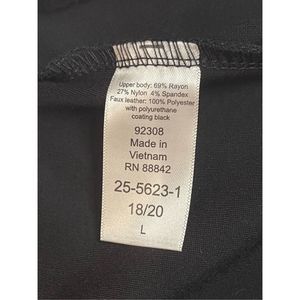 Upper body: 69% Rayon
27% Nylon 4% Spandex
Faux leather: 100% Polyester
with polyurethane
coating black
92308
Made in
Vietnam
RN 88842
25-5623-1
18/20
L